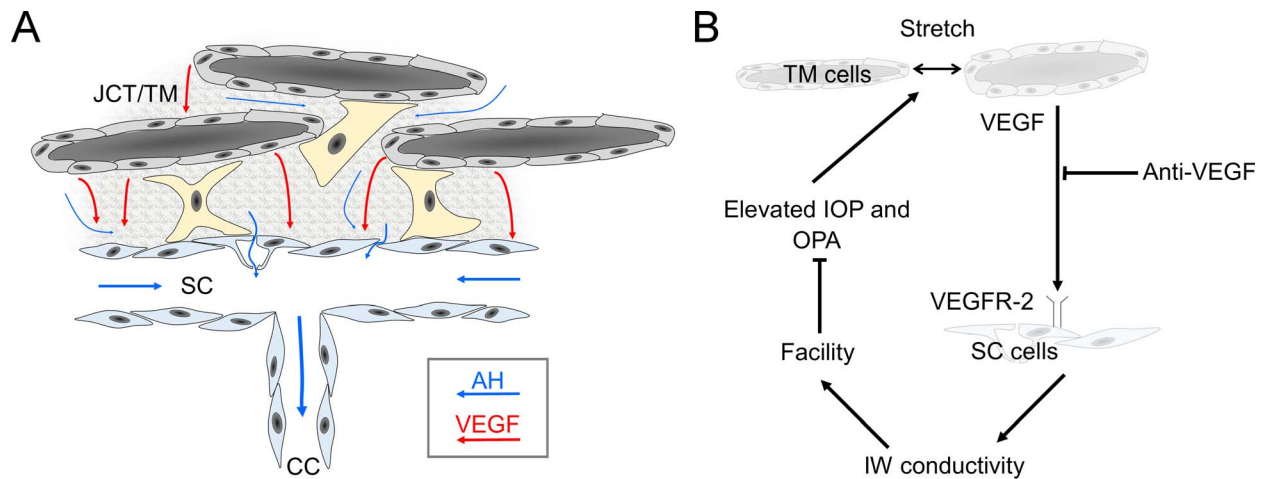 A
JCT/TM
SC
CC
AH
VEGF
B
Stretch
TM cells
VEGF
Anti-VEGF
Elevated IOP and
OPA
VEGFR-2
SC cells
Facility
IW conductivity